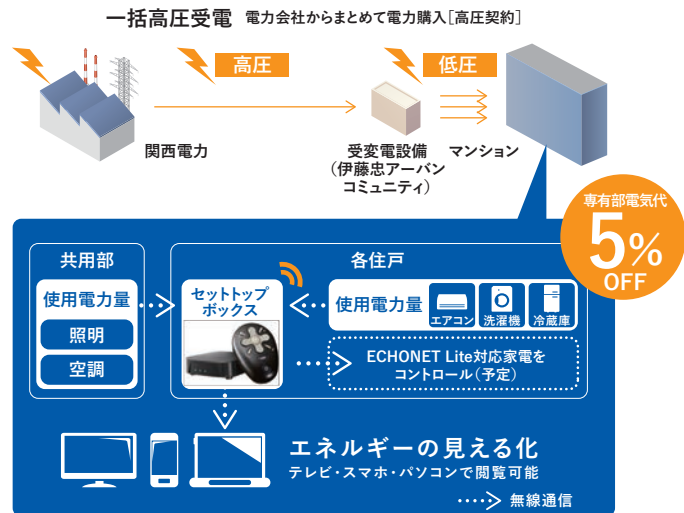 一括高圧受電 電力会社からまとめて電力購入[高圧契約]
高圧
低圧
関西電力
受変電設備
(伊藤忠アーバン
コミュニティ)
マンション
専有部電気代
5%
OFF
共用部
使用電力量
照明
空調
各住戸
セットトップ
ボックス
使用電力量
エアコン
洗濯機
冷蔵庫
ECHONET Lite対応家電を
コントロール(予定)
エネルギーの見える化
テレビ・スマホ・パソコンで閲覧可能
無線通信